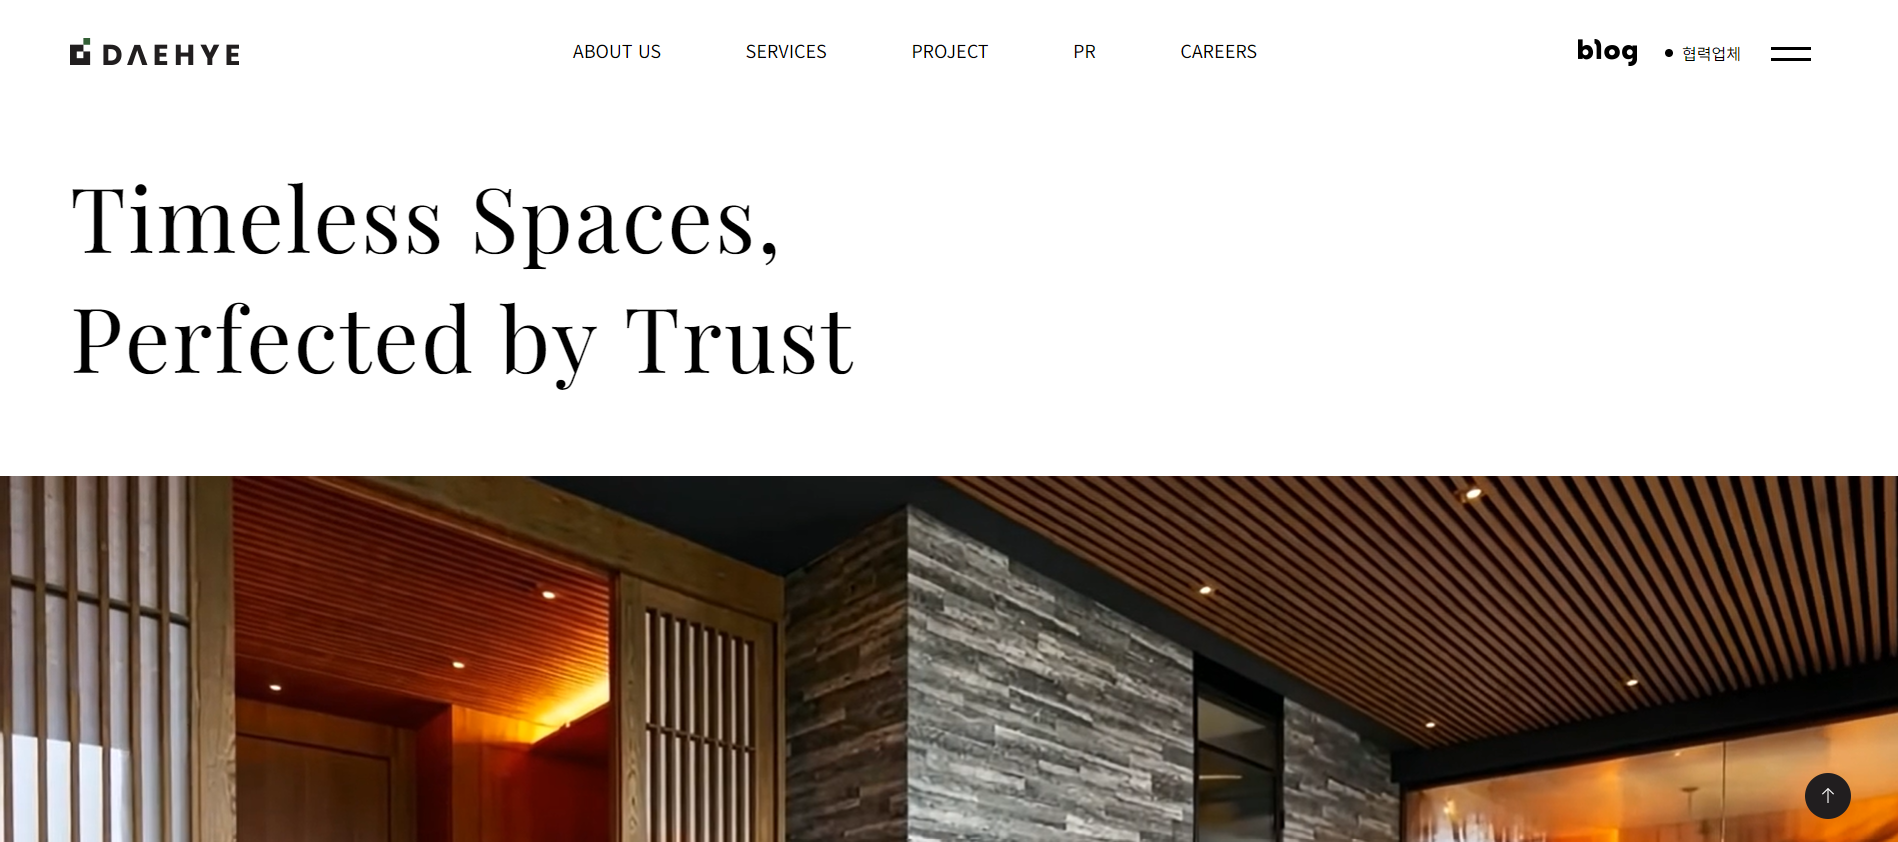 DAEHYE
ABOUT US
SERVICES
PROJECT
PR
CAREERS
blog
협력업체
Timeless Spaces,
Perfected by Trust